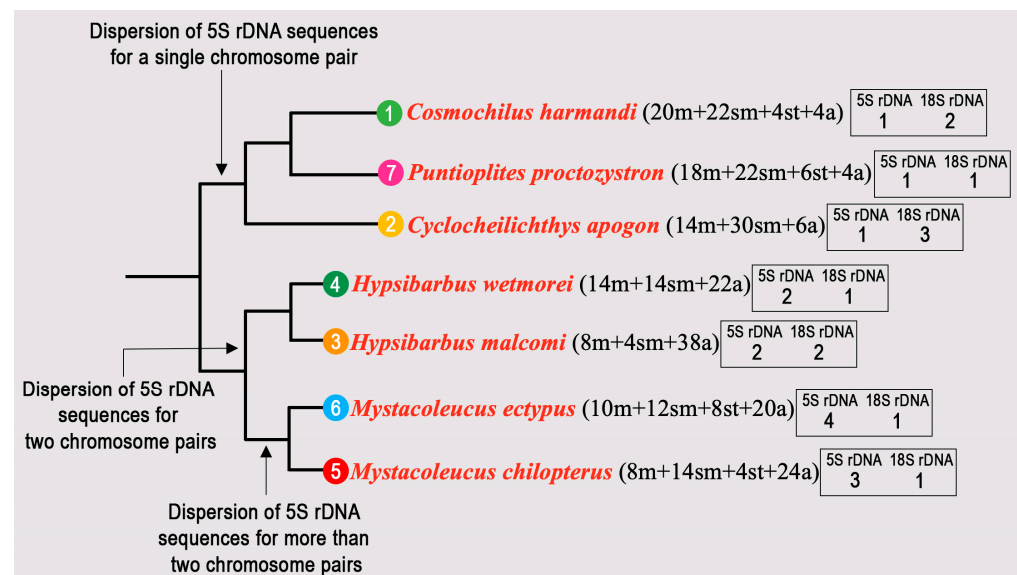 Dispersion of 5S rDNA sequences
for a single chromosome pair
1 Cosmochilus harmandi (20m+22sm+4st+4a) 5S rDNA 18S rDNA
1 2
7 Puntioplites proctozystron (18m+22sm+6st+4a) 5S rDNA 18S rDNA
1 1
2 Cyclocheilichthys apogon (14m+30sm+6a) 5S rDNA 18S rDNA
1 3
4 Hypsibarbus wetmorei (14m+14sm+22a) 5S rDNA 18S rDNA
2 1
3 Hypsibarbus malcomi (8m+4sm+38a) 5S rDNA 18S rDNA
2 2
Dispersion of 5S rDNA
sequences for
two chromosome pairs
6 Mystacoleucus ectypus (10m+12sm+8st+20a) 5S rDNA 18S rDNA
4 1
5 Mystacoleucus chilopterus (8m+14sm+4st+24a) 5S rDNA 18S rDNA
3 1
Dispersion of 5S rDNA
sequences for more than
two chromosome pairs